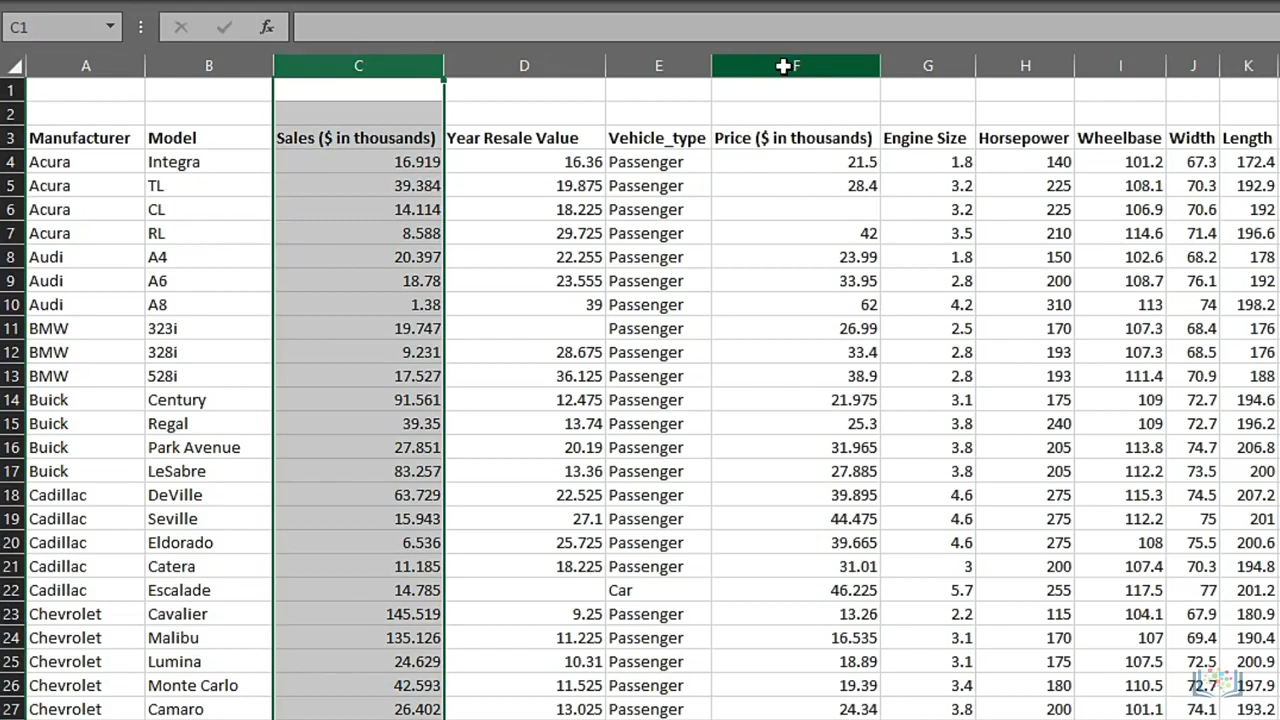 C1 fx
A B C D E F G H I J K
1
2
3 Manufacturer Model Sales ($ in thousands) Year Resale Value Vehicle_type Price ($ in thousands) Engine Size Horsepower Wheelbase Width Length
4 Acura Integra 16.919 16.36 Passenger 21.5 1.8 140 101.2 67.3 172.4
5 Acura TL 39.384 19.875 Passenger 28.4 3.2 225 108.1 70.3 192.9
6 Acura CL 14.114 18.225 Passenger 3.2 225 106.9 70.6 192
7 Acura RL 8.588 29.725 Passenger 42 3.5 210 114.6 71.4 196.6
8 Audi A4 20.397 22.255 Passenger 23.99 1.8 150 102.6 68.2 178
9 Audi A6 18.78 23.555 Passenger 33.95 2.8 200 108.7 76.1 192
10 Audi A8 1.38 39 Passenger 62 4.2 310 113 74 198.2
11 BMW 323i 19.747 Passenger 26.99 2.5 170 107.3 68.4 176
12 BMW 328i 9.231 28.675 Passenger 33.4 2.8 193 107.3 68.5 176
13 BMW 528i 17.527 36.125 Passenger 38.9 2.8 193 111.4 70.9 188
14 Buick Century 91.561 12.475 Passenger 21.975 3.1 175 109 72.7 194.6
15 Buick Regal 39.35 13.74 Passenger 25.3 3.8 240 109 72.7 196.2
16 Buick Park Avenue 27.851 20.19 Passenger 31.965 3.8 205 113.8 74.7 206.8
17 Buick LeSabre 83.257 13.36 Passenger 27.885 3.8 205 112.2 73.5 200
18 Cadillac DeVille 63.729 22.525 Passenger 39.895 4.6 275 115.3 74.5 207.2
19 Cadillac Seville 15.943 27.1 Passenger 44.475 4.6 275 112.2 75 201
20 Cadillac Eldorado 6.536 25.725 Passenger 39.665 4.6 275 108 75.5 200.6
21 Cadillac Catera 11.185 18.225 Passenger 31.01 3 200 107.4 70.3 194.8
22 Cadillac Escalade 14.785 Car 46.225 5.7 255 117.5 77 201.2
23 Chevrolet Cavalier 145.519 9.25 Passenger 13.26 2.2 115 104.1 67.9 180.9
24 Chevrolet Malibu 135.126 11.225 Passenger 16.535 3.1 170 107 69.4 190.4
25 Chevrolet Lumina 24.629 10.31 Passenger 18.89 3.1 175 107.5 72.5 200.9
26 Chevrolet Monte Carlo 42.593 11.525 Passenger 19.39 3.4 180 110.5 72.7 197.9
27 Chevrolet Camaro 26.402 13.025 Passenger 24.34 3.8 200 101.1 74.1 193.2